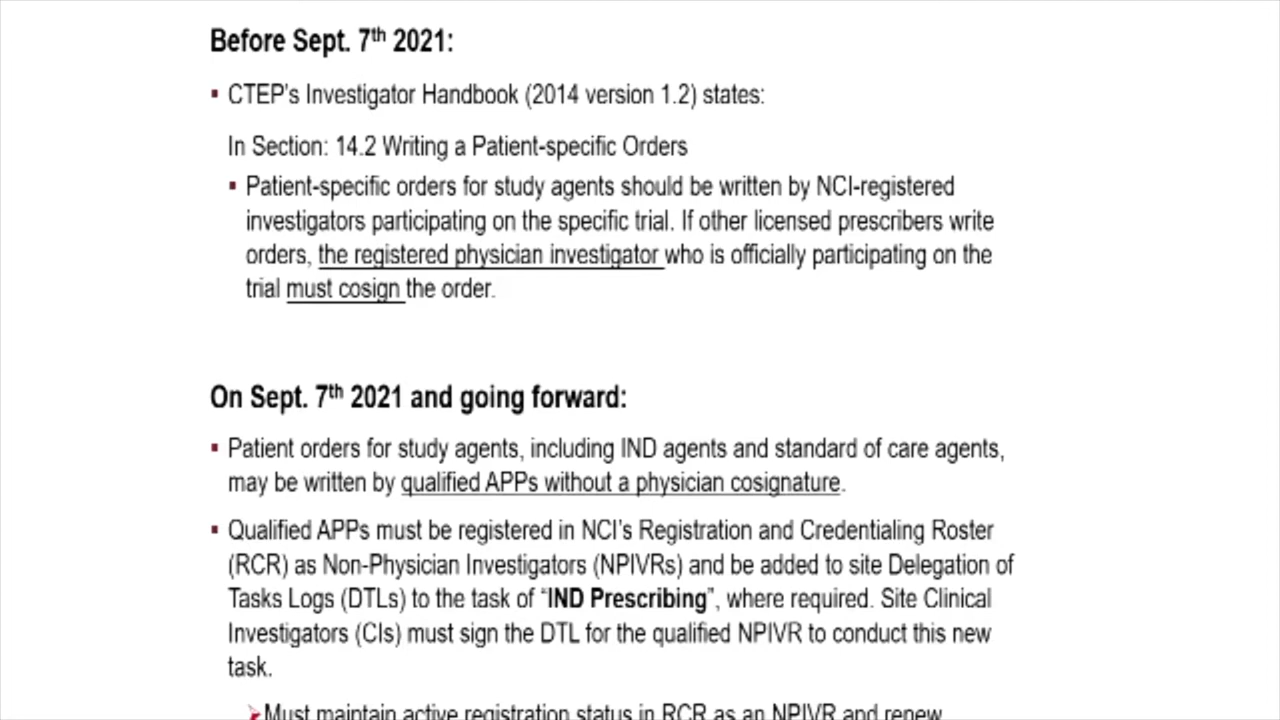 Before Sept. 7th 2021:
▪ CTEP's Investigator Handbook (2014 version 1.2) states:
In Section: 14.2 Writing a Patient-specific Orders
▪ Patient-specific orders for study agents should be written by NCI-registered
investigators participating on the specific trial. If other licensed prescribers write
orders, the registered physician investigator who is officially participating on the
trial must cosign the order.
On Sept. 7th 2021 and going forward:
▪ Patient orders for study agents, including IND agents and standard of care agents,
may be written by qualified APPs without a physician cosignature.
▪ Qualified APPs must be registered in NCI's Registration and Credentialing Roster
(RCR) as Non-Physician Investigators (NPIVRs) and be added to site Delegation of
Tasks Logs (DTLs) to the task of “IND Prescribing”, where required. Site Clinical
Investigators (CIs) must sign the DTL for the qualified NPIVR to conduct this new
task.
➢Must maintain active registration status in RCR as an NPIVR and renew